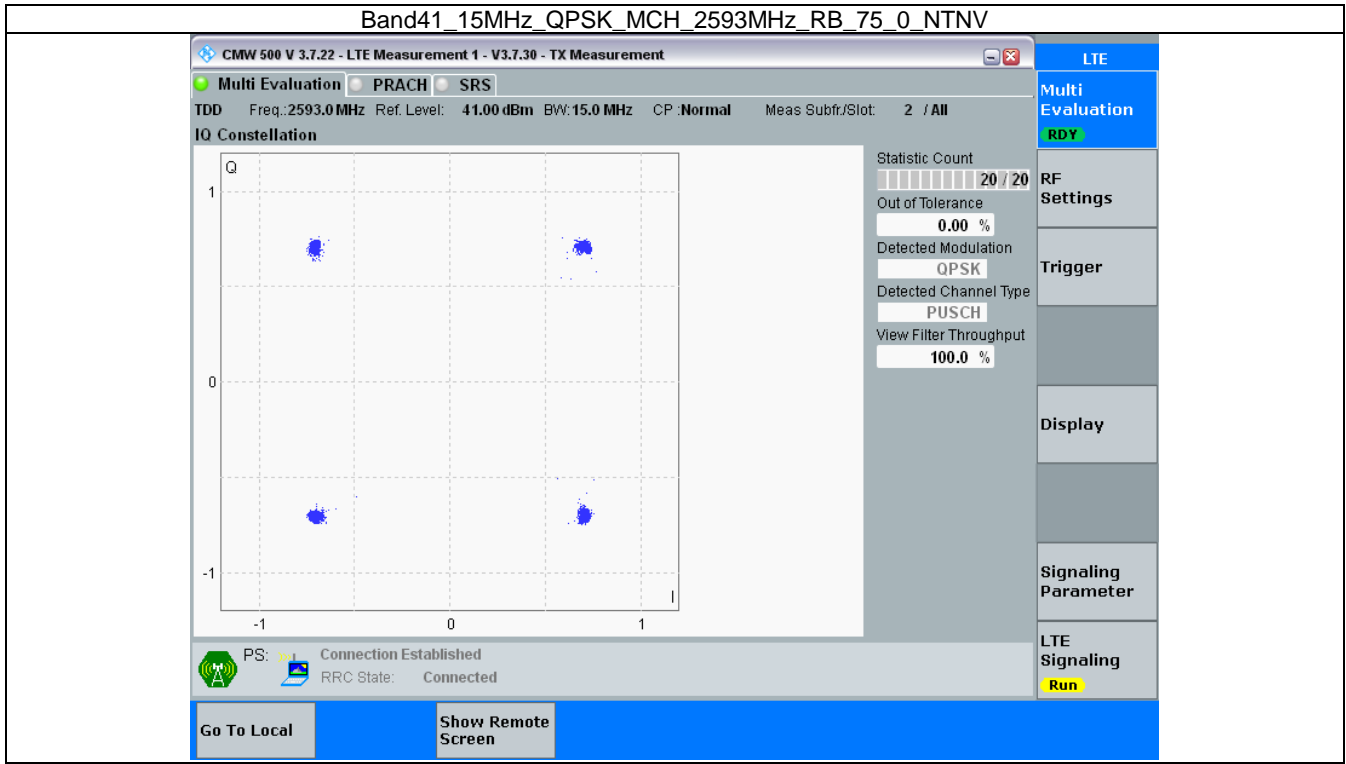 Band41_15MHz_QPSK_MCH_2593MHz_RB_75_0_NTNV
CMW 500 V 3.7.22 - LTE Measurement 1 - V3.7.30 - TX Measurement
LTE
Multi Evaluation PRACH SRS
TDD Freq.:2593.0 MHz Ref. Level: 41.00 dBm BW:15.0 MHz CP :Normal Meas Subfr./Slot: 2 / All
IQ Constellation
Q
1
0
-1
I
-1 0 1
Statistic Count
20 / 20
Out of Tolerance
0.00 %
Detected Modulation
QPSK
Detected Channel Type
PUSCH
View Filter Throughput
100.0 %
Multi
Evaluation
RDY
RF
Settings
Trigger
Display
Signaling
Parameter
LTE
Signaling
Run
PS: Connection Established
RRC State: Connected
Go To Local
Show Remote
Screen